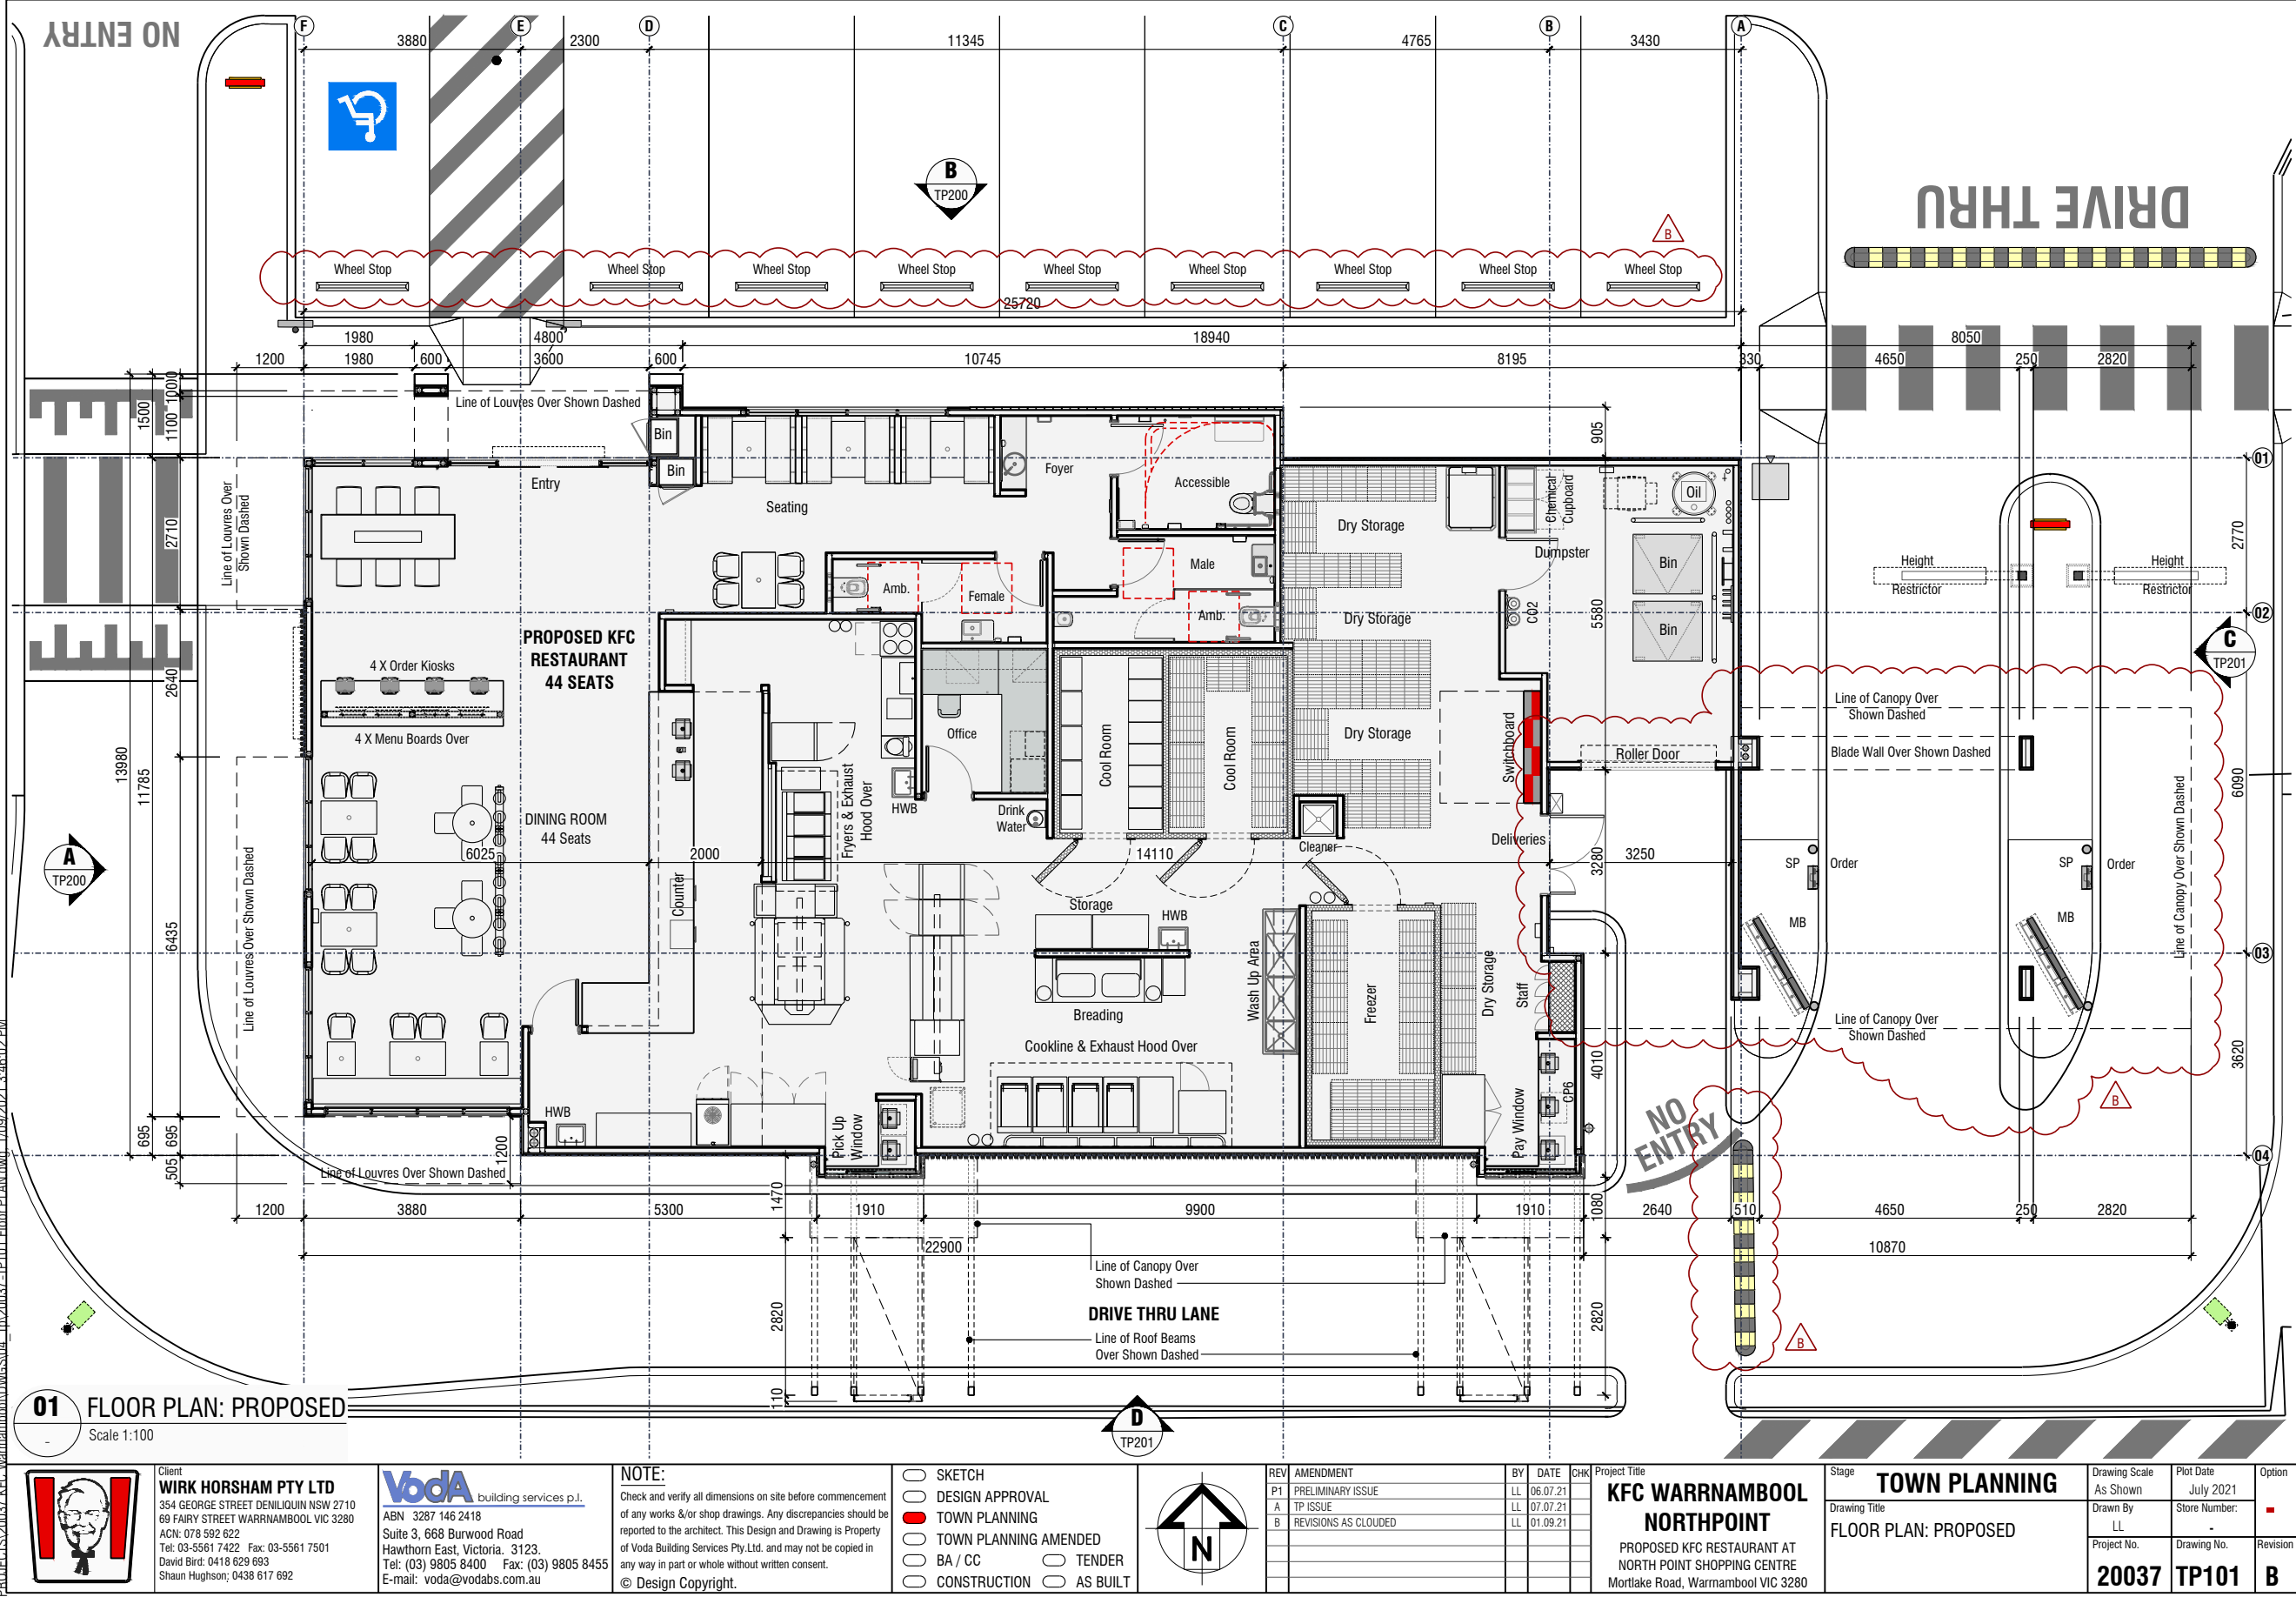 NO ENTRY
F
E
D
C
B
A
3880
2300
11345
4765
3430
B
TP200
DRIVE THRU
B
Wheel Stop
Wheel Stop
Wheel Stop
Wheel Stop
Wheel Stop
Wheel Stop
Wheel Stop
Wheel Stop
Wheel Stop
25720
1980
4800
18940
8050
1200
1980
600
3600
600
10745
8195
330
4650
250
2820
Line of Louvres Over Shown Dashed
1500
1100
100
10
905
Bin
Bin
Entry
Seating
Foyer
Accessible
Dry Storage
Chemical
Cupboard
Oil
Dumpster
Bin
Bin
01
2710
2770
Line of Louvres Over
Shown Dashed
Height
Restrictor
Height
Restrictor
Male
Amb.
Female
Amb.
Dry Storage
CO2
5580
02
C
TP201
PROPOSED KFC
RESTAURANT
44 SEATS
4 X Order Kiosks
4 X Menu Boards Over
2640
13980
11785
Office
Cool Room
Cool Room
Dry Storage
Switchboard
Roller Door
Line of Canopy Over
Shown Dashed
Blade Wall Over Shown Dashed
6090
Line of Canopy Over Shown Dashed
Fryers & Exhaust
Hood Over
HWB
Drink
Water
DINING ROOM
44 Seats
6025
2000
14110
Cleaner
Deliveries
3280
3250
SP
Order
SP
Order
MB
MB
A
TP200
Counter
Storage
HWB
Wash Up Area
Freezer
Dry Storage
Staff
6435
Line of Louvres Over Shown Dashed
Breading
Cookline & Exhaust Hood Over
03
Line of Canopy Over
Shown Dashed
3620
4010
CP6
Pay Window
Pick Up
Window
HWB
NO
ENTRY
B
695
695
505
1200
Line of Louvres Over Shown Dashed
04
1200
3880
5300
1470
1910
9900
1910
1080
2640
510
4650
250
2820
22900
10870
Line of Canopy Over
Shown Dashed
DRIVE THRU LANE
Line of Roof Beams
Over Shown Dashed
2820
2820
110
B
D
TP201
01
-
FLOOR PLAN: PROPOSED
Scale 1:100
Client
WIRK HORSHAM PTY LTD
354 GEORGE STREET DENILIQUIN NSW 2710
69 FAIRY STREET WARRNAMBOOL VIC 3280
ACN: 078 592 622
Tel: 03-5561 7422 Fax: 03-5561 7501
David Bird: 0418 629 693
Shaun Hughson; 0438 617 692
VODA building services p.l.
ABN 3287 146 2418
Suite 3, 668 Burwood Road
Hawthorn East, Victoria. 3123.
Tel: (03) 9805 8400 Fax: (03) 9805 8455
E-mail: voda@vodabs.com.au
NOTE:
Check and verify all dimensions on site before commencement
of any works &/or shop drawings. Any discrepancies should be
reported to the architect. This Design and Drawing is Property
of Voda Building Services Pty.Ltd. and may not be copied in
any way in part or whole without written consent.
© Design Copyright.
SKETCH
DESIGN APPROVAL
TOWN PLANNING
TOWN PLANNING AMENDED
BA / CC
TENDER
CONSTRUCTION
AS BUILT
N
REV AMENDMENT BY DATE CHK
P1 PRELIMINARY ISSUE LL 06.07.21
A TP ISSUE LL 07.07.21
B REVISIONS AS CLOUDED LL 01.09.21
Project Title
KFC WARRNAMBOOL
NORTHPOINT
PROPOSED KFC RESTAURANT AT
NORTH POINT SHOPPING CENTRE
Mortlake Road, Warrnambool VIC 3280
Stage
TOWN PLANNING
Drawing Title
FLOOR PLAN: PROPOSED
Drawing Scale
As Shown
Plot Date
July 2021
Option
-
Drawn By
LL
Store Number:
-
Project No.
20037
Drawing No.
TP101
Revision
B